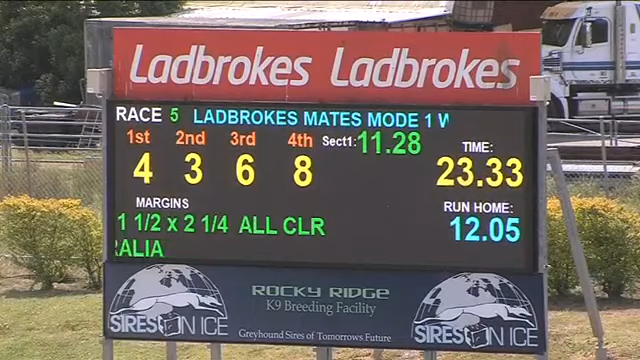 Ladbrokes Ladbrokes
RACE 5 LADBROKES MATES MODE 1 W
1st 2nd 3rd 4th Sect1: 11.28 TIME:
4 3 6 8 23.33
MARGINS RUN HOME:
1 1/2 x 2 1/4 ALL CLR 12.05
RALIA
ROCKY RIDGE
K9 Breeding Facility
SIRES ON ICE SIRES ON ICE
Greyhound Sires of Tomorrows Future